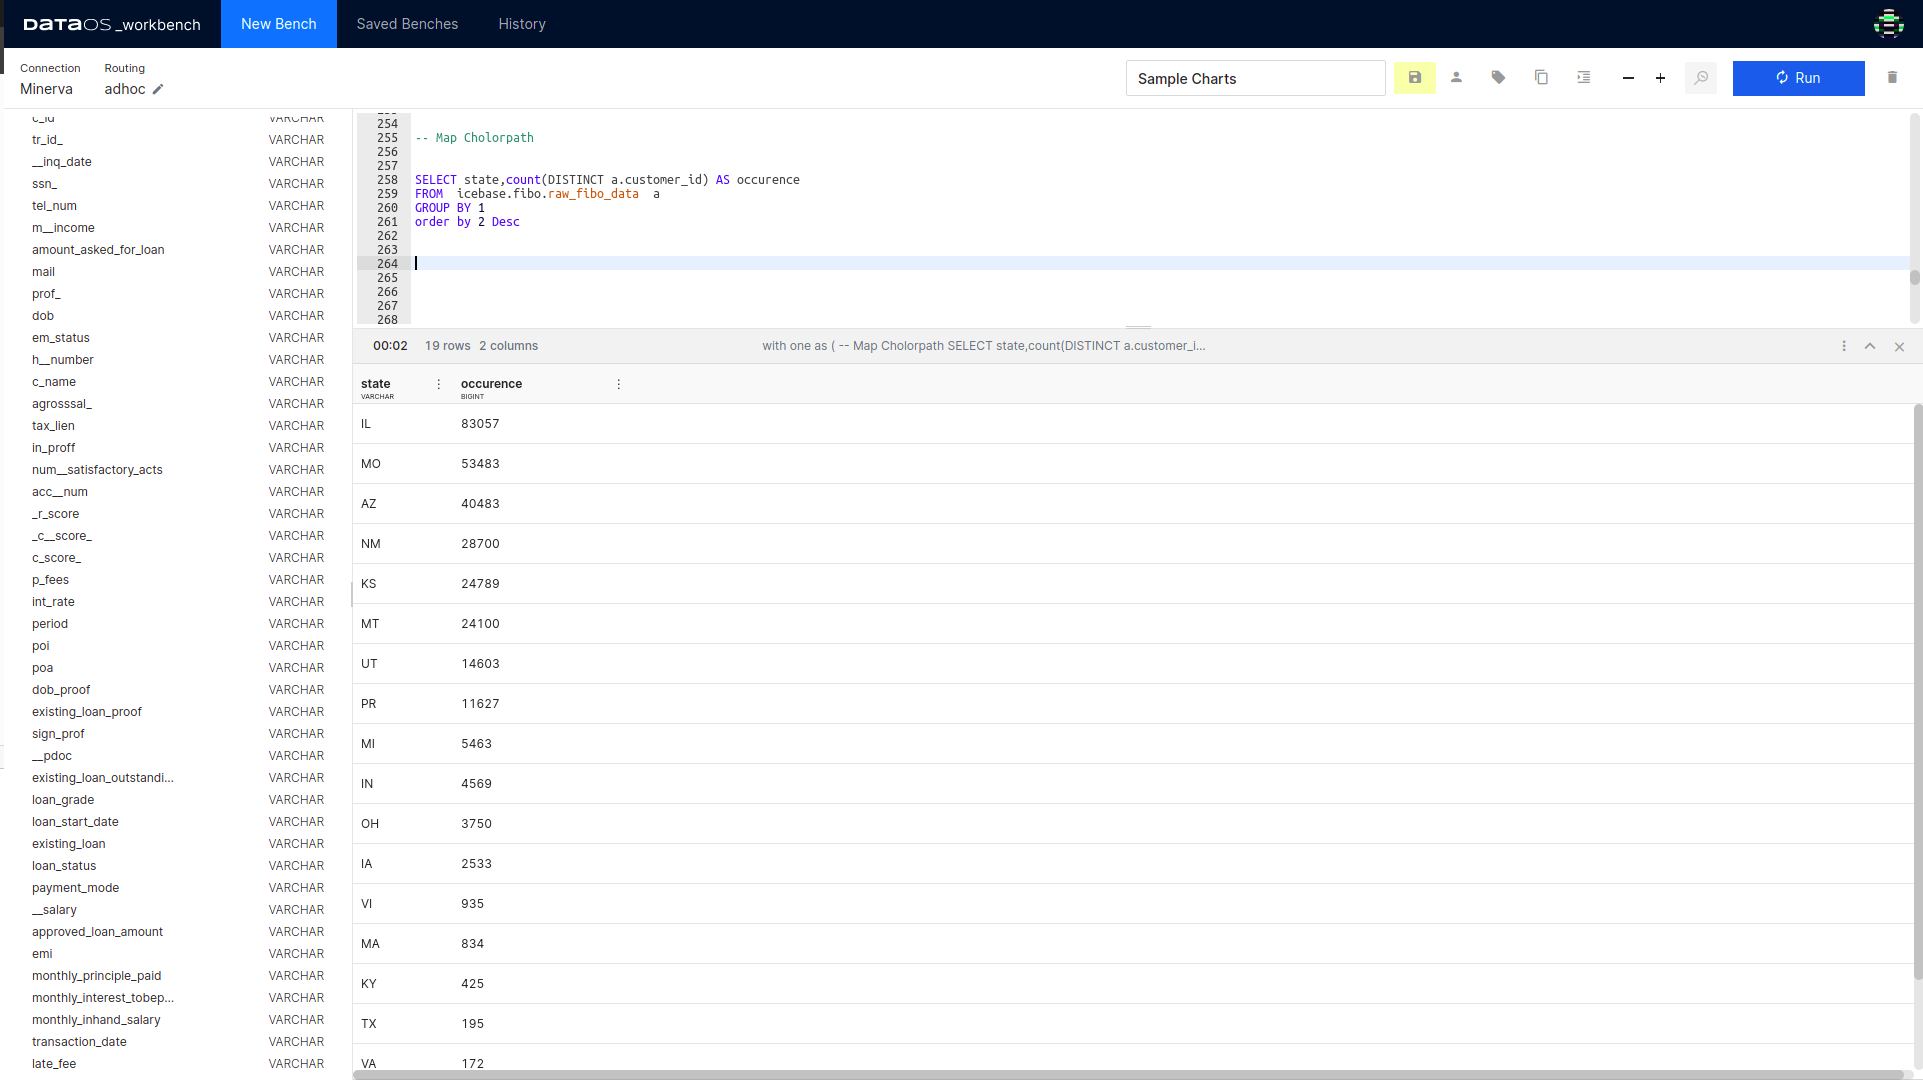 DATAOS _workbench New Bench Saved Benches History
Connection Routing
Minerva adhoc Sample Charts Run
c_id VARCHAR
tr_id_ VARCHAR
__inq_date VARCHAR
ssn_ VARCHAR
tel_num VARCHAR
m__income VARCHAR
amount_asked_for_loan VARCHAR
mail VARCHAR
prof_ VARCHAR
dob VARCHAR
em_status VARCHAR
h__number VARCHAR
c_name VARCHAR
agrosssal_ VARCHAR
tax_lien VARCHAR
in_proff VARCHAR
num__satisfactory_acts VARCHAR
acc__num VARCHAR
_r_score VARCHAR
_c__score_ VARCHAR
c_score_ VARCHAR
p_fees VARCHAR
int_rate VARCHAR
period VARCHAR
poi VARCHAR
poa VARCHAR
dob_proof VARCHAR
existing_loan_proof VARCHAR
sign_prof VARCHAR
__pdoc VARCHAR
existing_loan_outstandi... VARCHAR
loan_grade VARCHAR
loan_start_date VARCHAR
existing_loan VARCHAR
loan_status VARCHAR
payment_mode VARCHAR
__salary VARCHAR
approved_loan_amount VARCHAR
emi VARCHAR
monthly_principle_paid VARCHAR
monthly_interest_tobep... VARCHAR
monthly_inhand_salary VARCHAR
transaction_date VARCHAR
late_fee VARCHAR
254
255 -- Map Cholorpath
256
257
258 SELECT state,count(DISTINCT a.customer_id) AS occurence
259 FROM icebase.fibo.raw_fibo_data a
260 GROUP BY 1
261 order by 2 Desc
262
263
264
265
266
267
268
00:02 19 rows 2 columns with one as ( -- Map Cholorpath SELECT state,count(DISTINCT a.customer_i...
state occurence
VARCHAR BIGINT
IL 83057
MO 53483
AZ 40483
NM 28700
KS 24789
MT 24100
UT 14603
PR 11627
MI 5463
IN 4569
OH 3750
IA 2533
VI 935
MA 834
KY 425
TX 195
VA 172